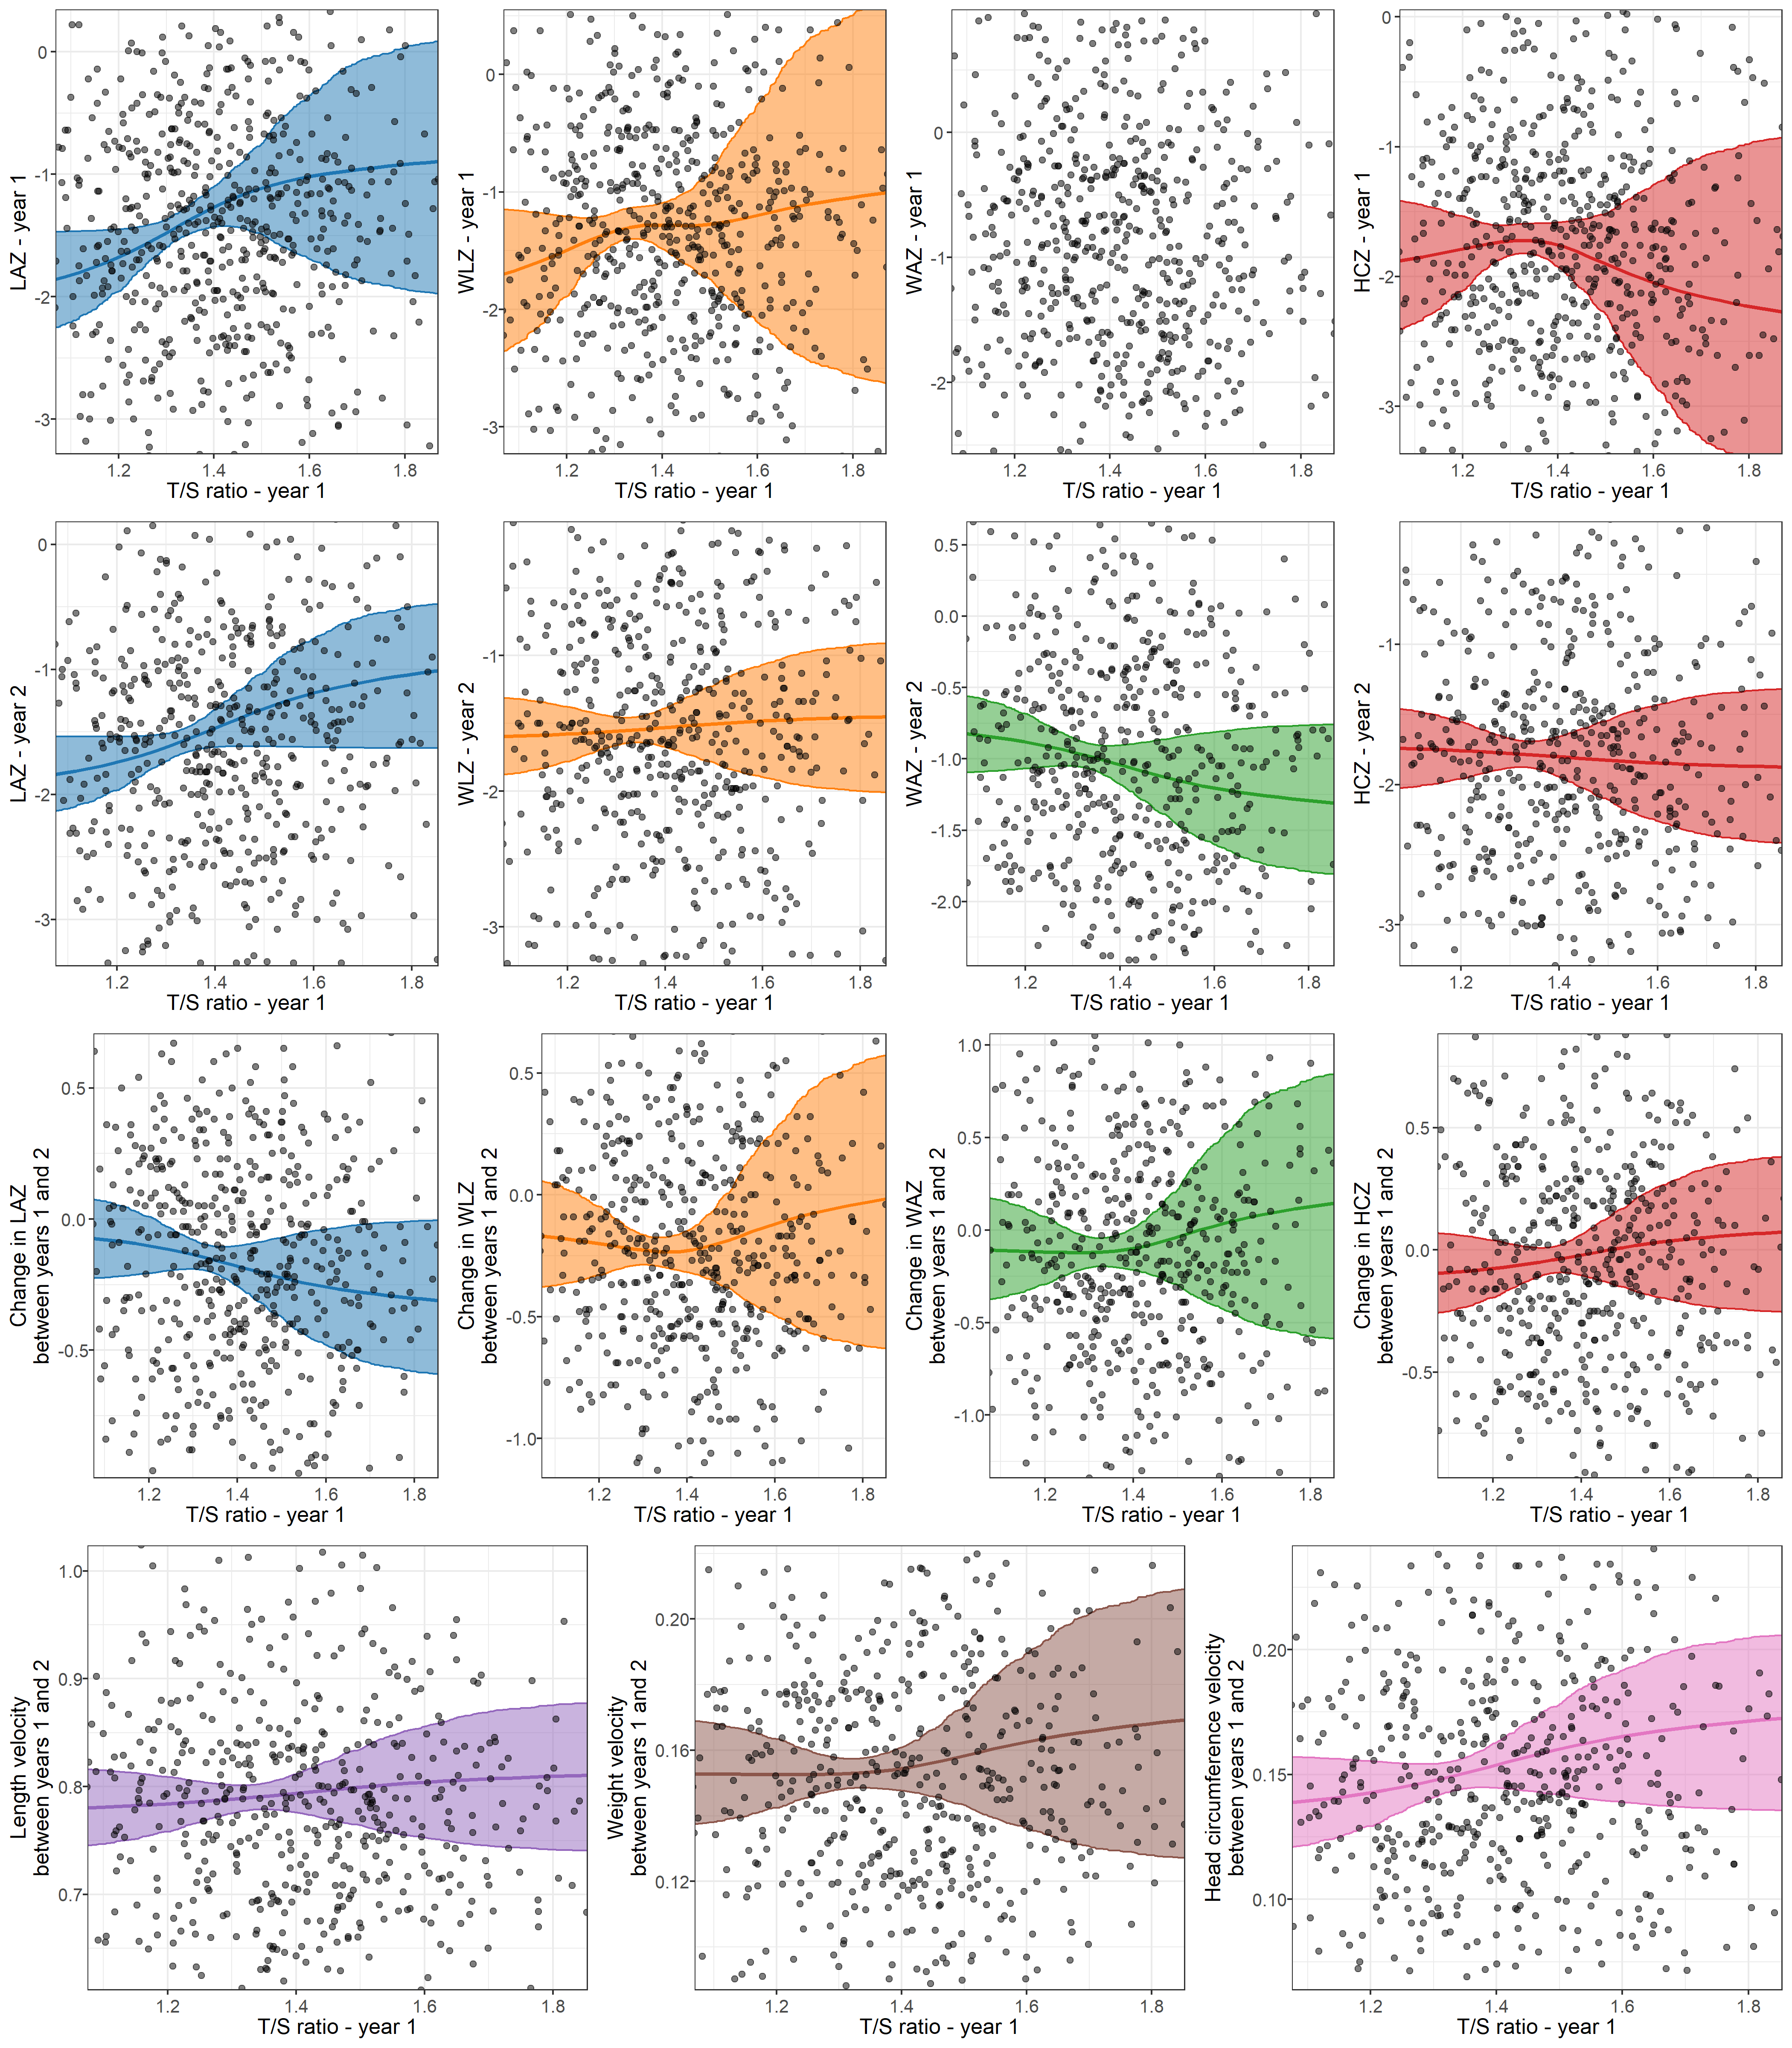 LAZ - year 1
0
-1
-2
-3
1.2 1.4 1.6 1.8
T/S ratio - year 1
WLZ - year 1
0
-1
-2
-3
1.2 1.4 1.6 1.8
T/S ratio - year 1
WAZ - year 1
0
-1
-2
1.2 1.4 1.6 1.8
T/S ratio - year 1
HCZ - year 1
0
-1
-2
-3
1.2 1.4 1.6 1.8
T/S ratio - year 1
LAZ - year 2
0
-1
-2
-3
1.2 1.4 1.6 1.8
T/S ratio - year 1
WLZ - year 2
-1
-2
-3
1.2 1.4 1.6 1.8
T/S ratio - year 1
WAZ - year 2
0.5
0.0
-0.5
-1.0
-1.5
-2.0
1.2 1.4 1.6 1.8
T/S ratio - year 1
HCZ - year 2
-1
-2
-3
1.2 1.4 1.6 1.8
T/S ratio - year 1
Change in LAZ
between years 1 and 2
0.5
0.0
-0.5
1.2 1.4 1.6 1.8
T/S ratio - year 1
Change in WLZ
between years 1 and 2
0.5
0.0
-0.5
-1.0
1.2 1.4 1.6 1.8
T/S ratio - year 1
Change in WAZ
between years 1 and 2
1.0
0.5
0.0
-0.5
-1.0
1.2 1.4 1.6 1.8
T/S ratio - year 1
Change in HCZ
between years 1 and 2
0.5
0.0
-0.5
1.2 1.4 1.6 1.8
T/S ratio - year 1
Length velocity
between years 1 and 2
1.0
0.9
0.8
0.7
1.2 1.4 1.6 1.8
T/S ratio - year 1
Weight velocity
between years 1 and 2
0.20
0.16
0.12
1.2 1.4 1.6 1.8
T/S ratio - year 1
Head circumference velocity
between years 1 and 2
0.20
0.15
0.10
1.2 1.4 1.6 1.8
T/S ratio - year 1